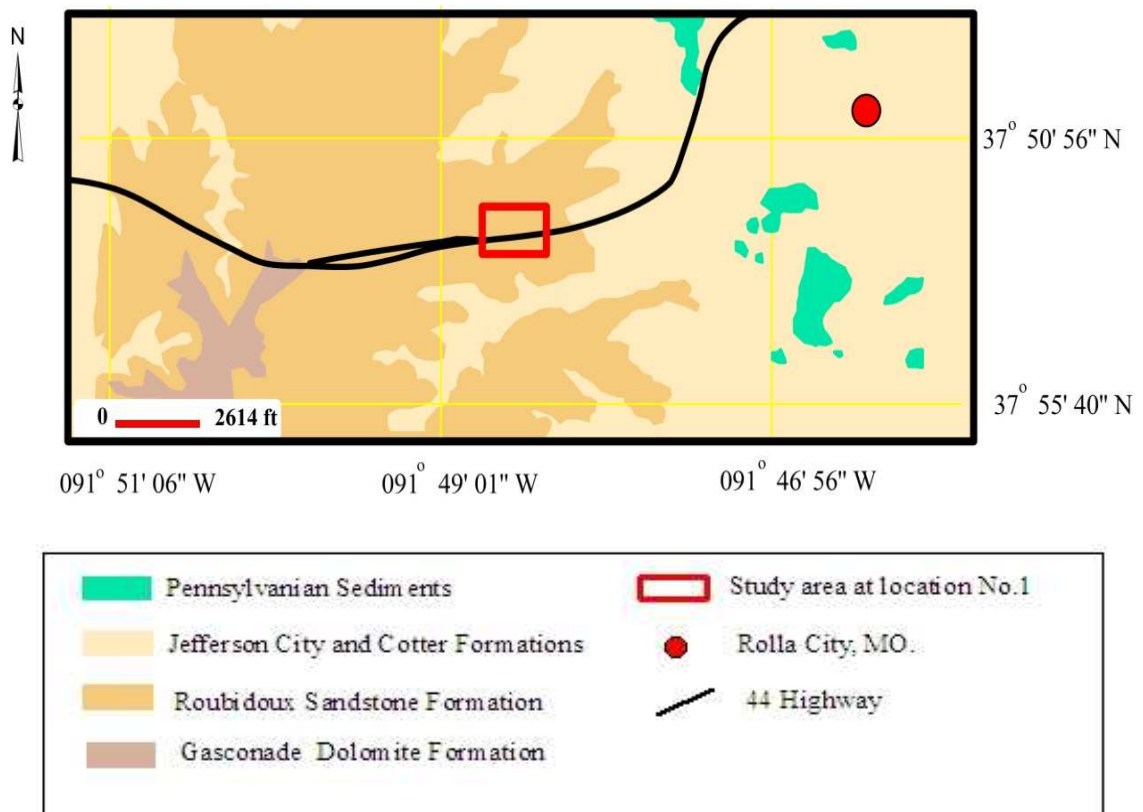 N
37° 50' 56" N
0 2614 ft
37° 55' 40" N
091° 51' 06" W 091° 49' 01" W 091° 46' 56" W
Pennsylvanian Sediments
Jefferson City and Cotter Formations
Roubidoux Sandstone Formation
Gasconade Dolomite Formation
Study area at location No.1
Rolla City, MO.
44 Highway